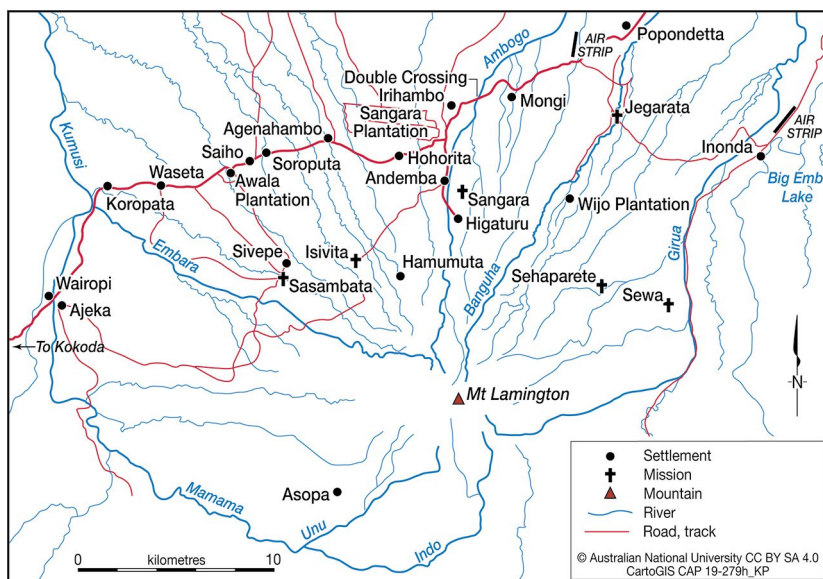 Popondetta
AIR
STRIP
Ambogo
Double Crossing
Irihambo
Mongi
Sangara
Plantation
Jegarata
AIR
STRIP
Kumusi
Agenahambo
Saiho
Soroputa
Hohorita
Inonda
Waseta
Awala
Plantation
Andemba
Big Emb
Lake
Koropata
Sangara
Wijo Plantation
Higaturu
Embara
Sivepe
Isivita
Hamumuta
Banguha
Girua
Sasambata
Sehaparete
Sewa
Wairopi
Ajeka
To Kokoda
N
Mt Lamington
Asopa
Mamama
Unu
Indo
Settlement
Mission
Mountain
River
Road, track
0 kilometres 10
© Australian National University CC BY SA 4.0
CartoGIS CAP 19-279h_KP